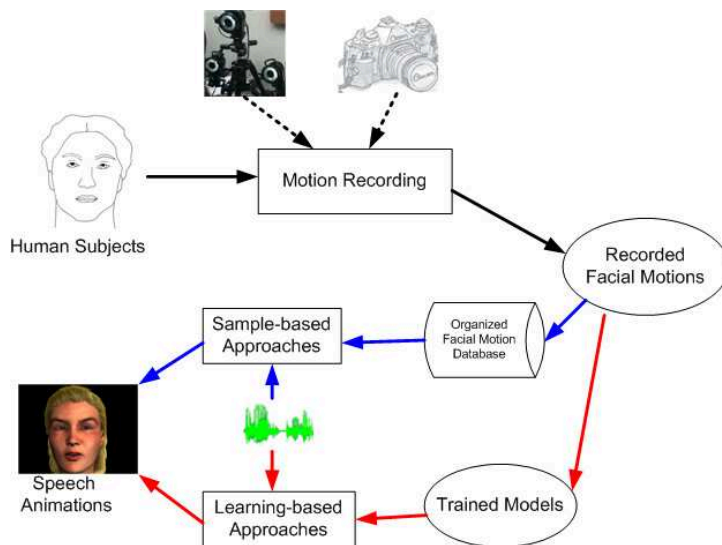 Motion Recording
Human Subjects
Recorded
Facial Motions
Sample-based
Approaches
Organized
Facial Motion
Database
Speech
Animations
Learning-based
Approaches
Trained Models